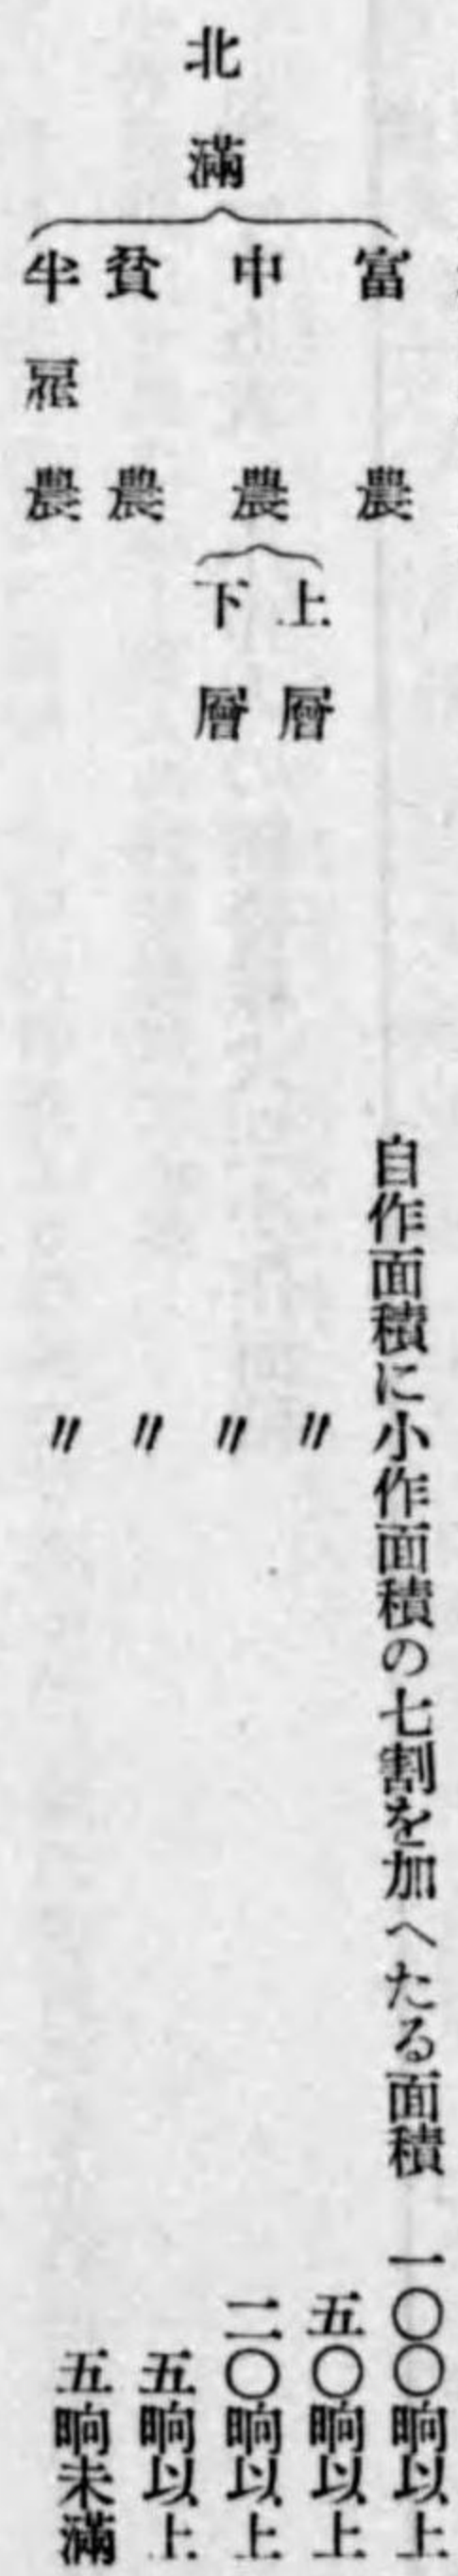 北滿
富農　自作面積に小作面積の七割を加へたる面積　一〇〇晌以上
中農　上層　〃　五〇晌以上
下層　〃　二〇晌以上
貧農　〃　五晌以上
半雇農　〃　五晌未滿